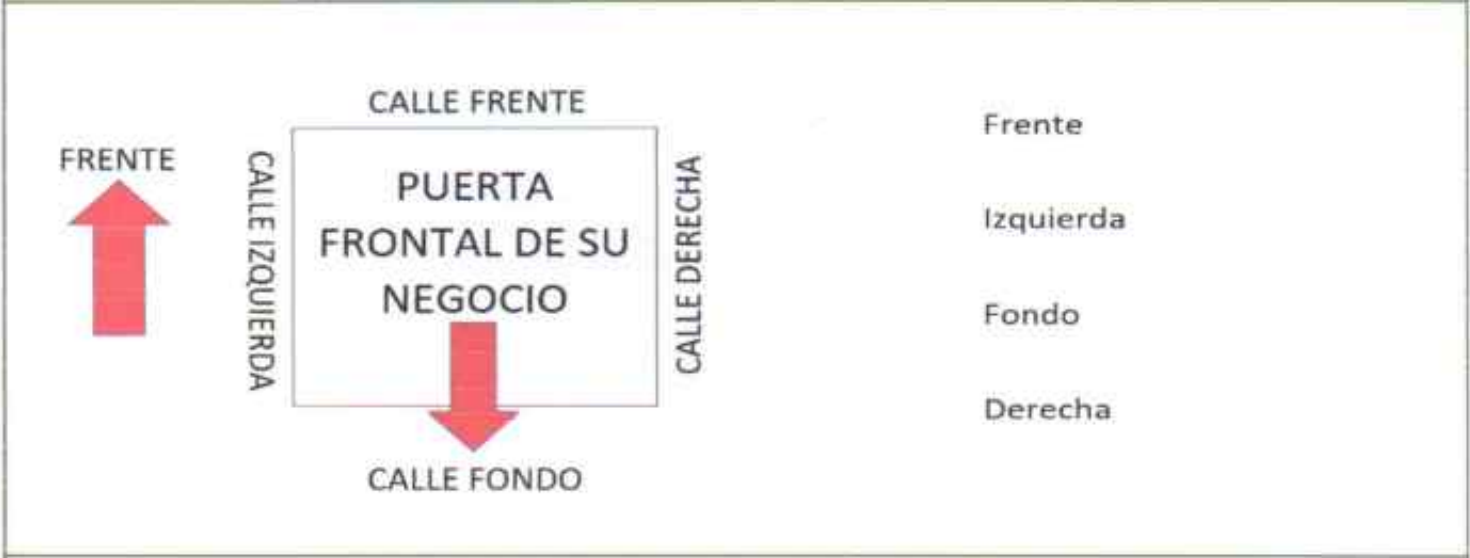 CALLE FRENTE
FRENTE
CALLE IZQUIERDA
PUERTA
FRONTAL DE SU
NEGOCIO
CALLE DERECHA
CALLE FONDO
Frente
Izquierda
Fondo
Derecha